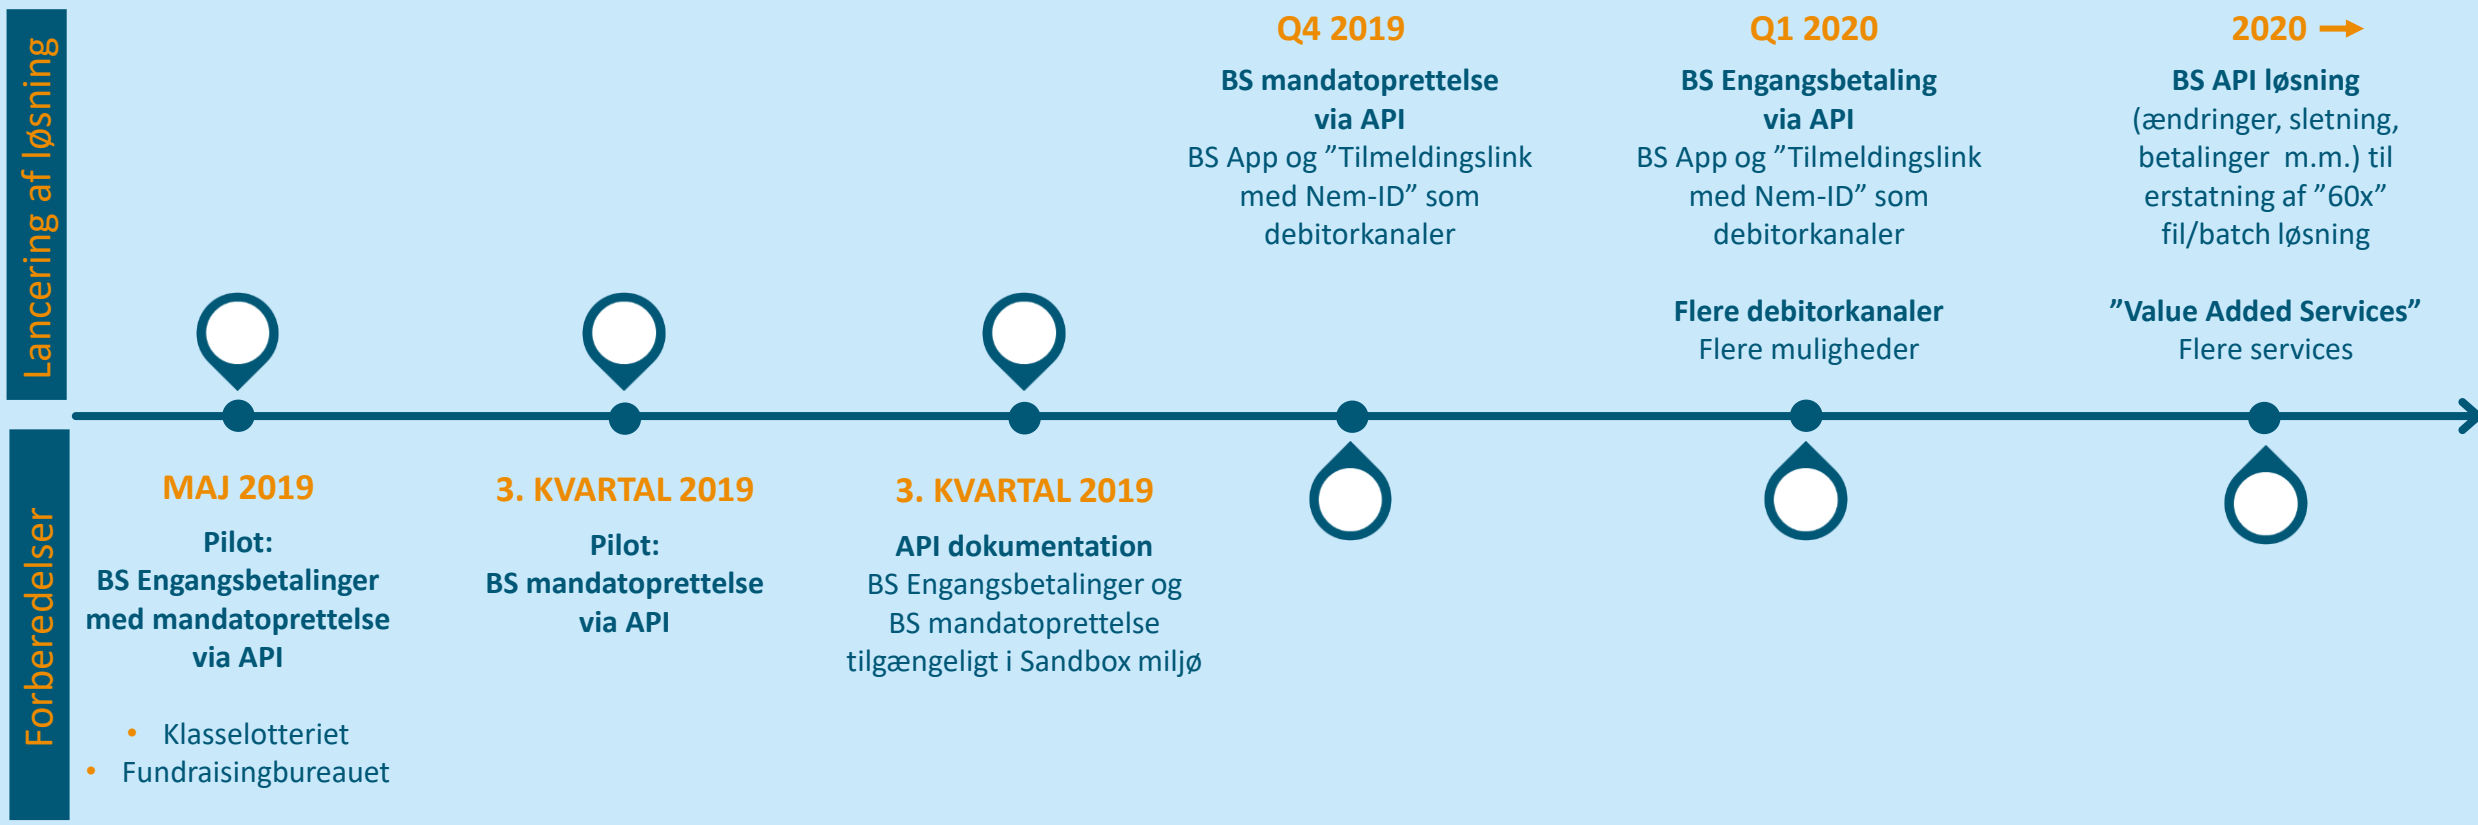 Lancering af løsning
Q4 2019
BS mandatoprettelse
via API
BS App og ”Tilmeldingslink
med Nem-ID” som
debitorkanaler
Q1 2020
BS Engangsbetaling
via API
BS App og ”Tilmeldingslink
med Nem-ID” som
debitorkanaler
Flere debitorkanaler
Flere muligheder
2020 →
BS API løsning
(ændringer, sletning,
betalinger m.m.) til
erstatning af ”60x”
fil/batch løsning
”Value Added Services”
Flere services
Forberedelser
MAJ 2019
Pilot:
BS Engangsbetalinger
med mandatoprettelse
via API
• Klasselotteriet
• Fundraisingbureauet
3. KVARTAL 2019
Pilot:
BS mandatoprettelse
via API
3. KVARTAL 2019
API dokumentation
BS Engangsbetalinger og
BS mandatoprettelse
tilgængeligt i Sandbox miljø